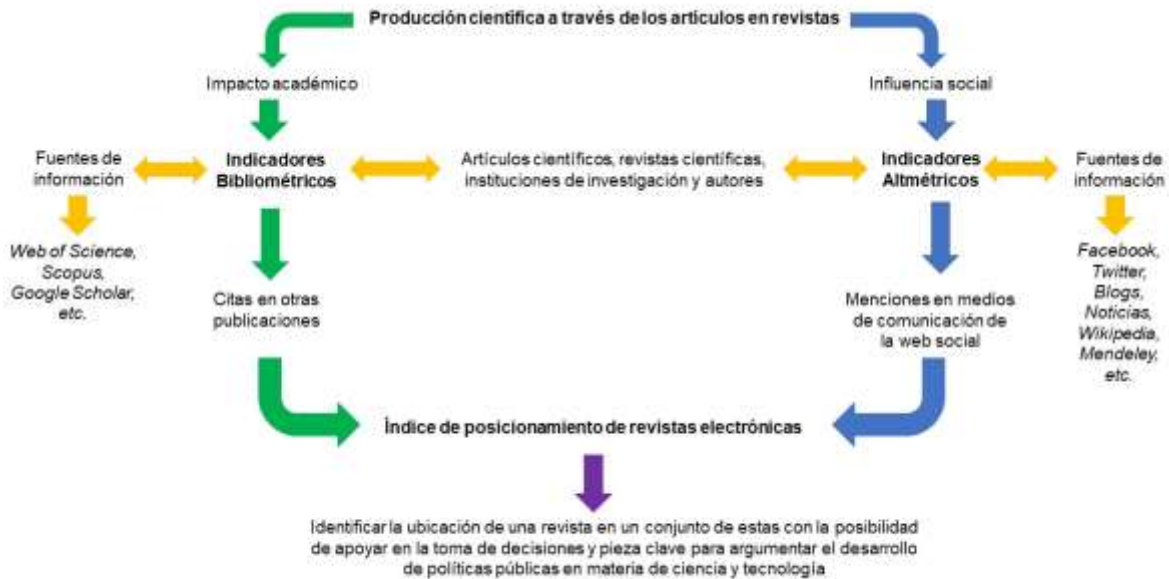 Producción científica a través de los artículos en revistas
Impacto académico
Influencia social
Fuentes de
información
Indicadores
Bibliométricos
Artículos científicos, revistas científicas,
instituciones de investigación y autores
Indicadores
Altmétricos
Fuentes de
información
Web of Science,
Scopus,
Google Scholar,
etc.
Citas en otras
publicaciones
Menciones en medios
de comunicación de
la web social
Facebook,
Twitter,
Blogs,
Noticias,
Wikipedia,
Mendeley,
etc.
Índice de posicionamiento de revistas electrónicas
Identificar la ubicación de una revista en un conjunto de estas con la posibilidad
de apoyar en la toma de decisiones y pieza clave para argumentar el desarrollo
de políticas públicas en materia de ciencia y tecnología